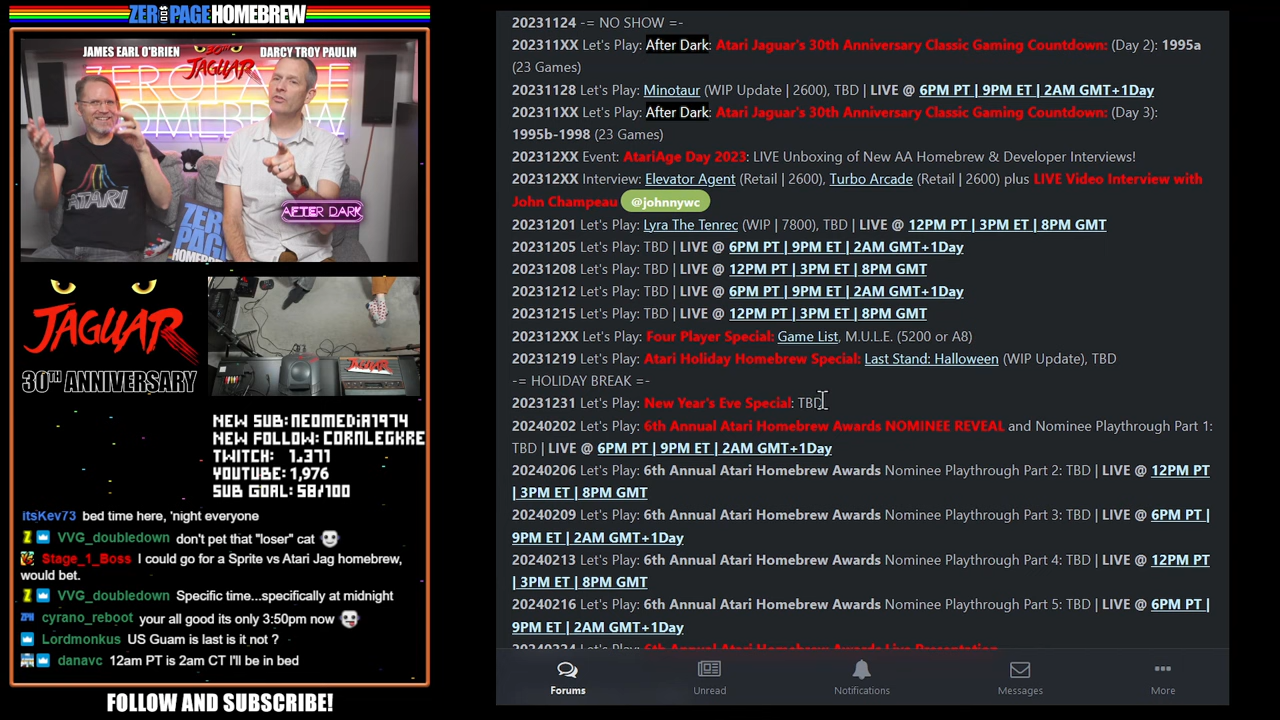 ZEROPAGE HOMEBREW
JAMES EARL O'BRIEN
30TH
JAGUAR
DARCY TROY PAULIN
ZEROPAGE
HOMEBREW
ATARI
ZERO
PAGE
HOMEBREW
AFTER DARK
JAGUAR
30TH ANNIVERSARY
JAGUAR
NEW SUB:NEOMEDIA1974
NEW FOLLOW:CORNLEGKRE
TWITCH: 1,371
YOUTUBE: 1,976
SUB GOAL: 58/100
itsKev73 bed time here, 'night everyone
VVG_doubledown don't pet that "loser" cat
Stage_1_Boss I could go for a Sprite vs Atari Jag homebrew,
would bet.
VVG_doubledown Specific time...specifically at midnight
cyrano_reboot your all good its only 3:50pm now
Lordmonkus US Guam is last is it not ?
danavc 12am PT is 2am CT I'll be in bed
FOLLOW AND SUBSCRIBE!
20231124 -= NO SHOW =-
202311XX Let's Play: After Dark: Atari Jaguar's 30th Anniversary Classic Gaming Countdown: (Day 2): 1995a
(23 Games)
20231128 Let's Play: Minotaur (WIP Update | 2600), TBD | LIVE @ 6PM PT | 9PM ET | 2AM GMT+1Day
202311XX Let's Play: After Dark: Atari Jaguar's 30th Anniversary Classic Gaming Countdown: (Day 3):
1995b-1998 (23 Games)
202312XX Event: AtariAge Day 2023: LIVE Unboxing of New AA Homebrew & Developer Interviews!
202312XX Interview: Elevator Agent (Retail | 2600), Turbo Arcade (Retail | 2600) plus LIVE Video Interview with
John Champeau @johnnywc
20231201 Let's Play: Lyra The Tenrec (WIP | 7800), TBD | LIVE @ 12PM PT | 3PM ET | 8PM GMT
20231205 Let's Play: TBD | LIVE @ 6PM PT | 9PM ET | 2AM GMT+1Day
20231208 Let's Play: TBD | LIVE @ 12PM PT | 3PM ET | 8PM GMT
20231212 Let's Play: TBD | LIVE @ 6PM PT | 9PM ET | 2AM GMT+1Day
20231215 Let's Play: TBD | LIVE @ 12PM PT | 3PM ET | 8PM GMT
202312XX Let's Play: Four Player Special: Game List, M.U.L.E. (5200 or A8)
20231219 Let's Play: Atari Holiday Homebrew Special: Last Stand: Halloween (WIP Update), TBD
-= HOLIDAY BREAK =-
20231231 Let's Play: New Year's Eve Special: TBD
20240202 Let's Play: 6th Annual Atari Homebrew Awards NOMINEE REVEAL and Nominee Playthrough Part 1:
TBD | LIVE @ 6PM PT | 9PM ET | 2AM GMT+1Day
20240206 Let's Play: 6th Annual Atari Homebrew Awards Nominee Playthrough Part 2: TBD | LIVE @ 12PM PT
| 3PM ET | 8PM GMT
20240209 Let's Play: 6th Annual Atari Homebrew Awards Nominee Playthrough Part 3: TBD | LIVE @ 6PM PT |
9PM ET | 2AM GMT+1Day
20240213 Let's Play: 6th Annual Atari Homebrew Awards Nominee Playthrough Part 4: TBD | LIVE @ 12PM PT
| 3PM ET | 8PM GMT
20240216 Let's Play: 6th Annual Atari Homebrew Awards Nominee Playthrough Part 5: TBD | LIVE @ 6PM PT |
9PM ET | 2AM GMT+1Day
Let's Play: 6th Annual Atari Homebrew Awards Live Presentation
Forums
Unread
Notifications
Messages
More